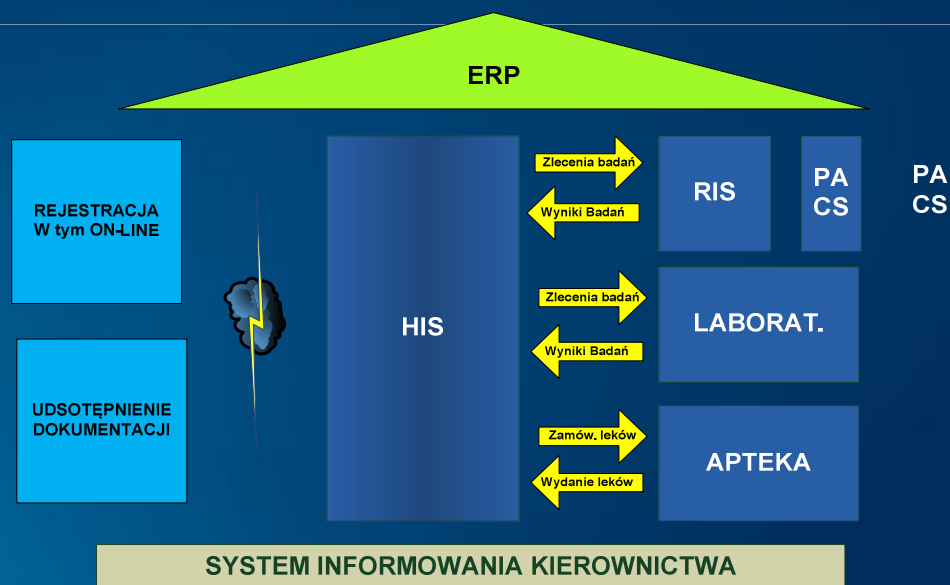 ERP
REJESTRACJA
W tym ON-LINE
UDSOTĘPNIENIE
DOKUMENTACJI
HIS
Zlecenia badań
Wyniki Badań
RIS
PA
CS
PA
CS
Zlecenia badań
Wyniki Badań
LABORAT.
Zamów. leków
Wydanie leków
APTEKA
SYSTEM INFORMOWANIA KIEROWNICTWA